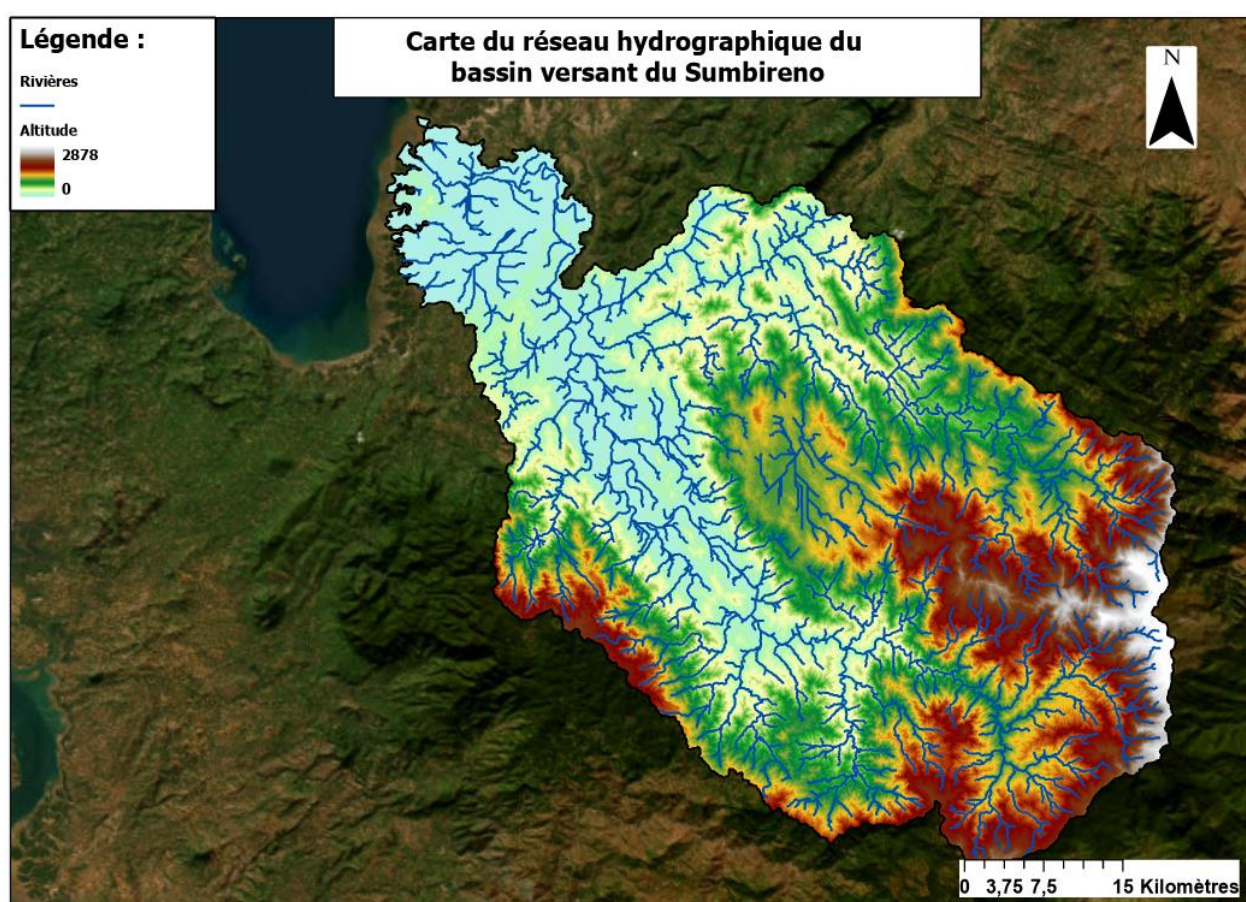 Légende :
Rivières
Altitude
2878
0
Carte du réseau hydrographique du
bassin versant du Sumbireno
N
0 3,75 7,5 15 Kilomètres